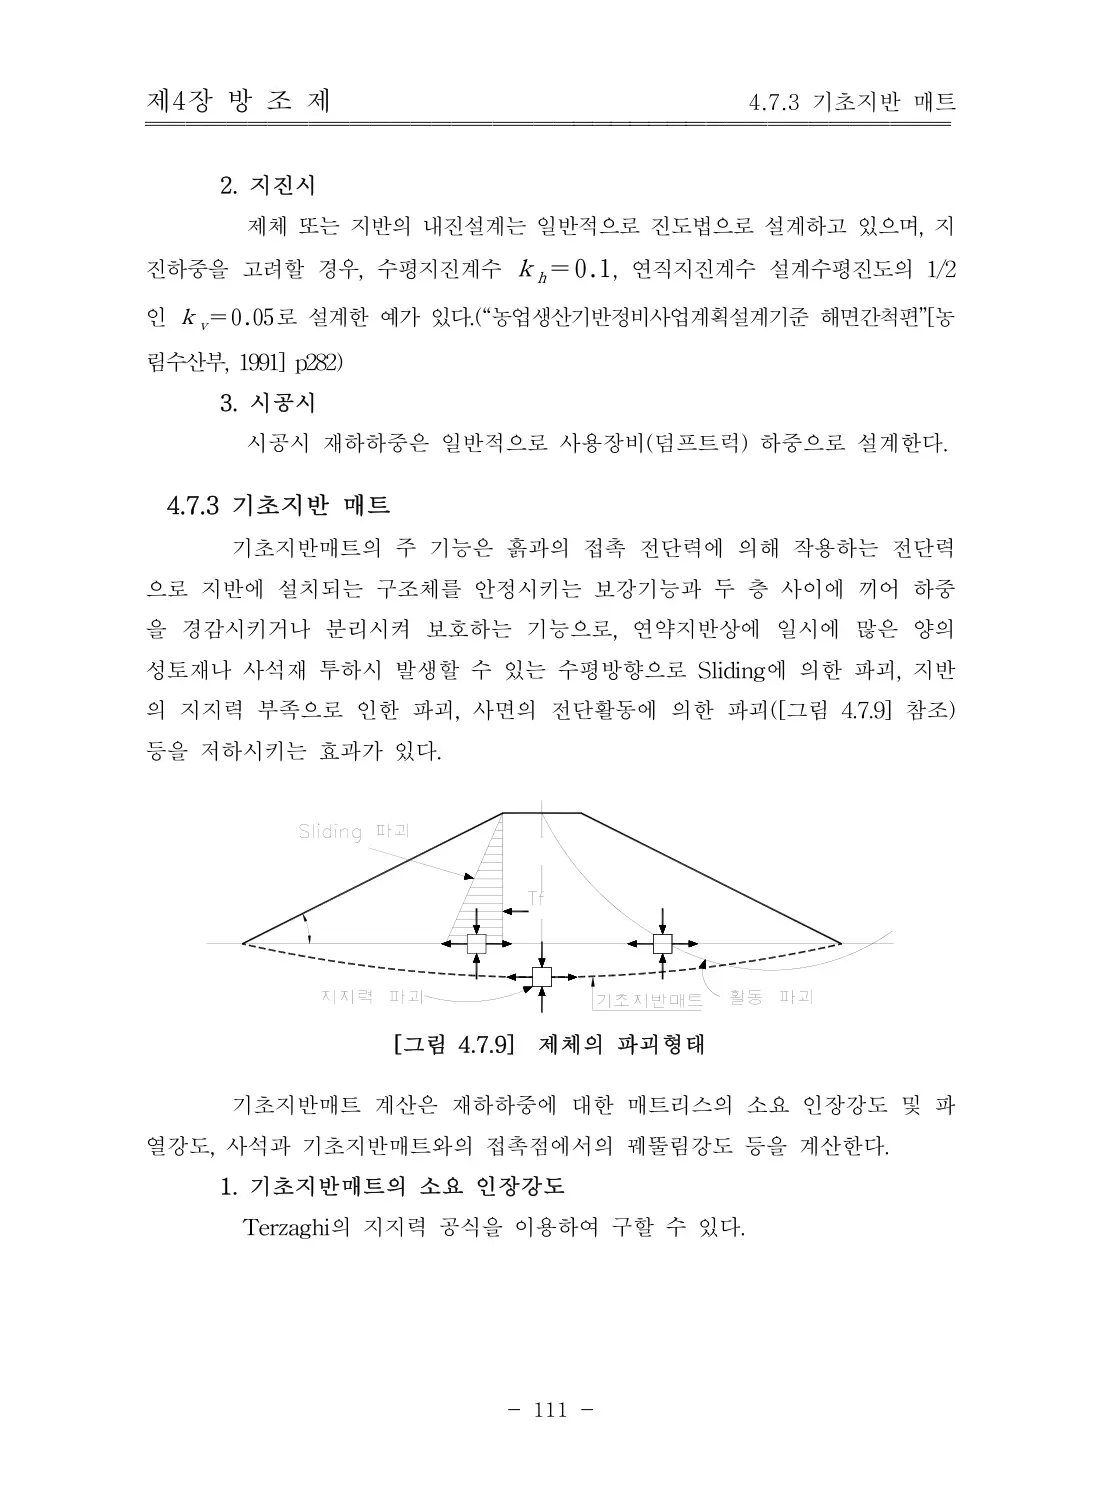 제4장 방 조 제
4.7.3 기초지반 매트
2. 지진시
제체 또는 지반의 내진설계는 일반적으로 진도법으로 설계하고 있으며, 지
진하중을 고려할 경우, 수평지진계수 k h=0.1, 연직지진계수 설계수평진도의 1/2
인 k v=0.05로 설계한 예가 있다.(“농업생산기반정비사업계획설계기준 해면간척편”[농
림수산부, 1991] p282)
3. 시공시
시공시 재하하중은 일반적으로 사용장비(덤프트럭) 하중으로 설계한다.
4.7.3 기초지반 매트
기초지반매트의 주 기능은 흙과의 접촉 전단력에 의해 작용하는 전단력
으로 지반에 설치되는 구조체를 안정시키는 보강기능과 두 층 사이에 끼어 하중
을 경감시키거나 분리시켜 보호하는 기능으로, 연약지반상에 일시에 많은 양의
성토재나 사석재 투하시 발생할 수 있는 수평방향으로 Sliding에 의한 파괴, 지반
의 지지력 부족으로 인한 파괴, 사면의 전단활동에 의한 파괴([그림 4.7.9] 참조)
등을 저하시키는 효과가 있다.
Sliding 파괴
Tf
지지력 파괴
기초지반매트
활동 파괴
[그림 4.7.9] 제체의 파괴형태
기초지반매트 계산은 재하하중에 대한 매트리스의 소요 인장강도 및 파
열강도, 사석과 기초지반매트와의 접촉점에서의 꿰뚫림강도 등을 계산한다.
1. 기초지반매트의 소요 인장강도
Terzaghi의 지지력 공식을 이용하여 구할 수 있다.
- 111 -